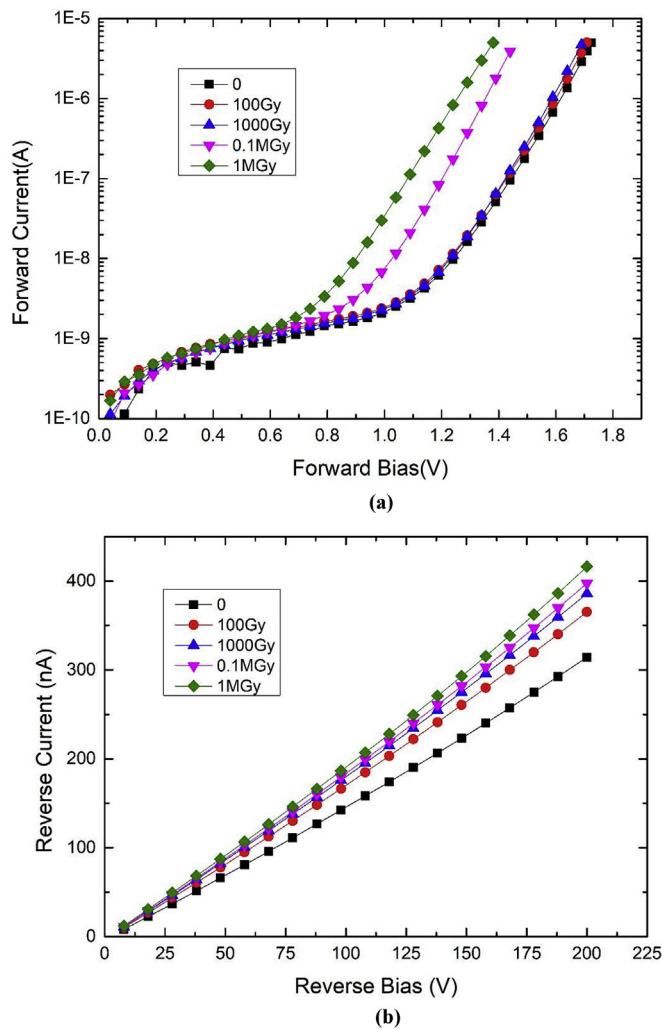 1E-5
1E-6
1E-7
1E-8
1E-9
1E-10
Forward Current(A)
0
100Gy
1000Gy
0.1MGy
1MGy
0.0 0.2 0.4 0.6 0.8 1.0 1.2 1.4 1.6 1.8
Forward Bias(V)
(a)
400
300
200
100
0
Reverse Current (nA)
0
100Gy
1000Gy
0.1MGy
1MGy
0 25 50 75 100 125 150 175 200 225
Reverse Bias (V)
(b)